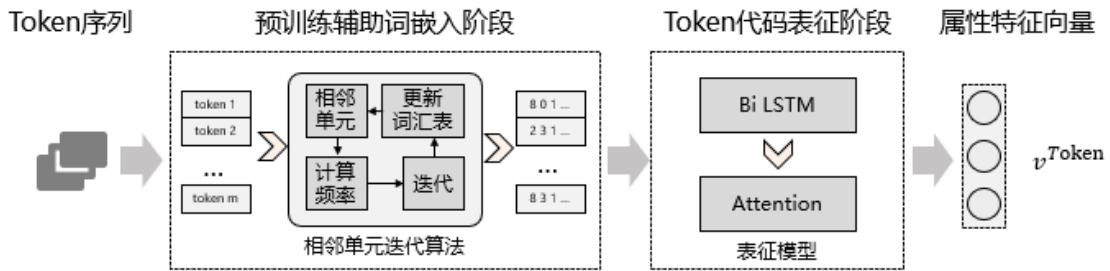 Token序列
预训练辅助词嵌入阶段
Token代码表征阶段
属性特征向量
token 1
token 2
...
token m
相邻
单元
更新
词汇表
计算
频率
迭代
相邻单元迭代算法
8 0 1 ...
2 3 1 ...
...
8 3 1 ...
Bi LSTM
Attention
表征模型
v^Token